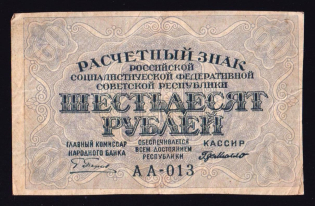 РАСЧЕТНЫЙ ЗНАК
РОССИЙСКОЙ
СОЦИАЛИСТИЧЕСКОЙ ФЕДЕРАТИВНОЙ
СОВЕТСКОЙ РЕСПУБЛИКИ
ШЕСТЬДЕСЯТ
РУБЛЕЙ
ГЛАВНЫЙ КОМИССАР
НАРОДНОГО БАНКА
ОБЕСПЕЧИВАЕТСЯ
ВСЕМ ДОСТОЯНИЕМ
РЕСПУБЛИКИ
КАССИР
АА-013